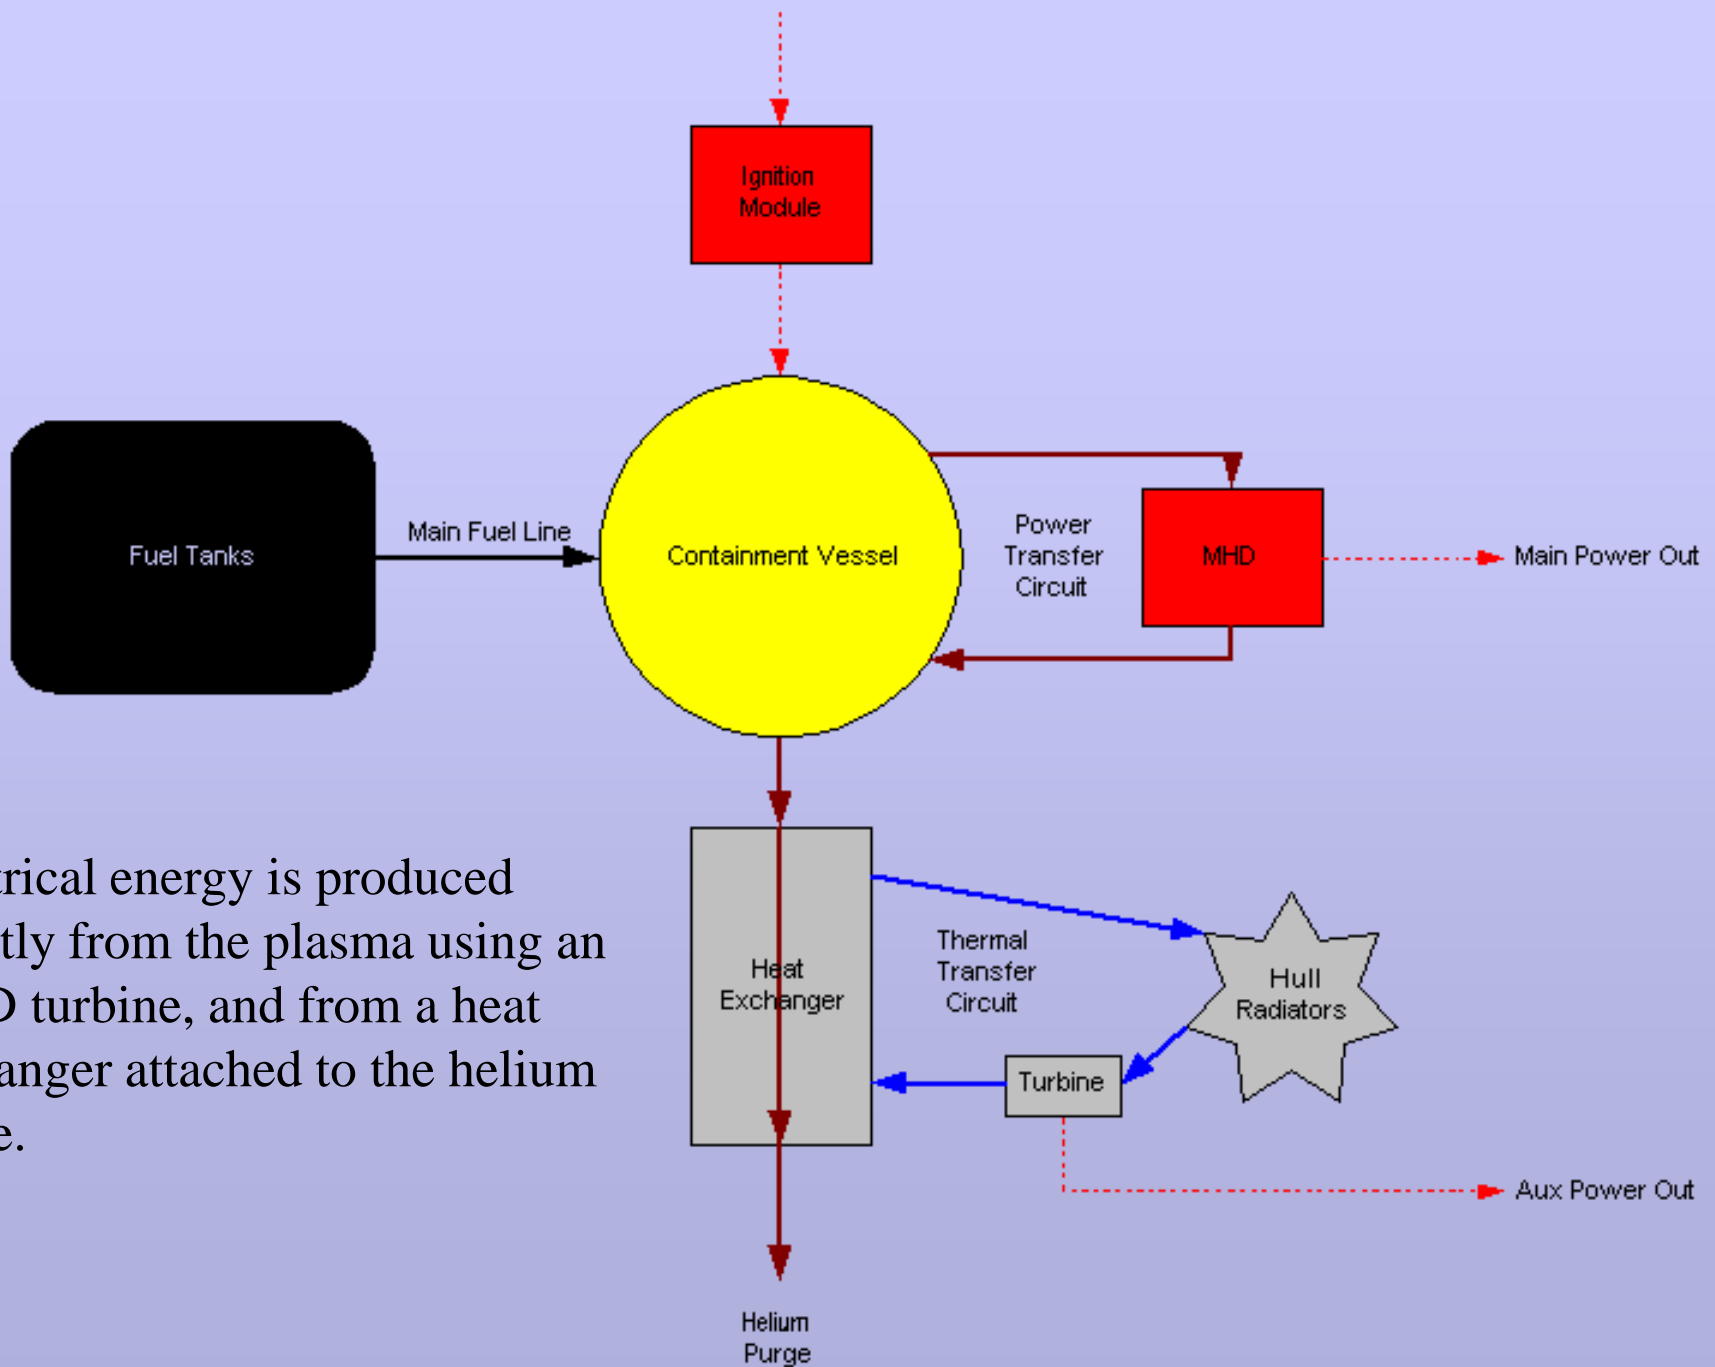 Ignition
Module
Main Fuel Line
Fuel Tanks
Containment Vessel
Power
Transfer
Circuit
MHD
Main Power Out
trical energy is produced
tly from the plasma using an
D turbine, and from a heat
anger attached to the helium
e.
Heat
Exchanger
Thermal
Transfer
Circuit
Hull
Radiators
Turbine
Aux Power Out
Helium
Purge